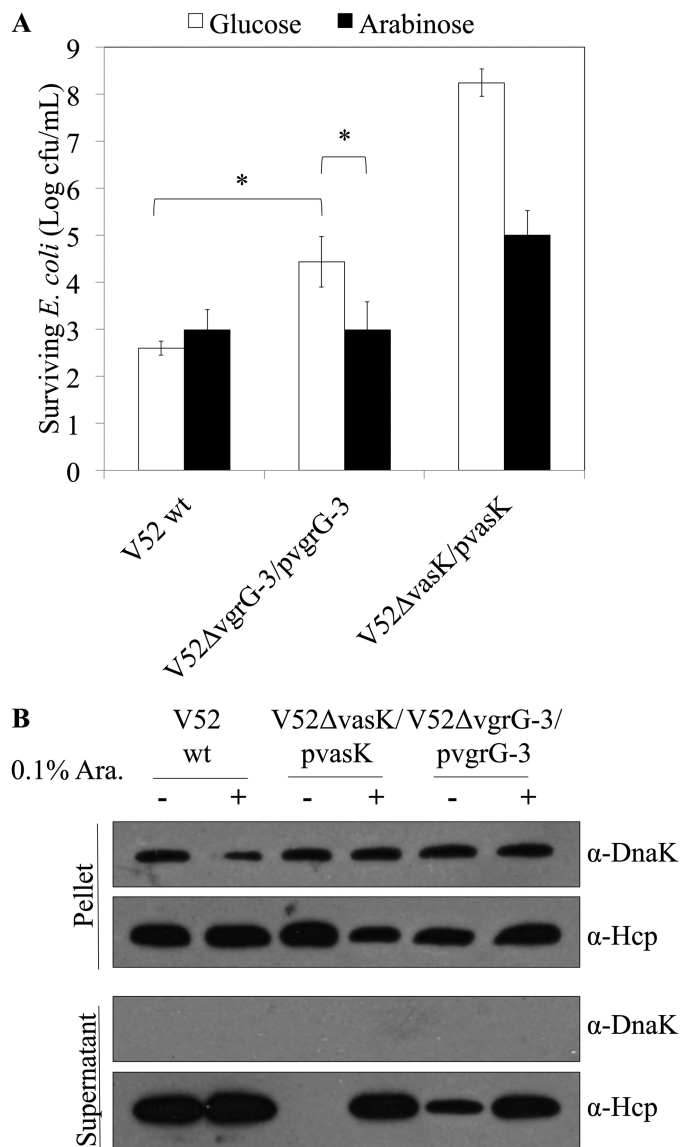 A
Glucose Arabinose
Surviving E. coli (Log cfu/mL)
9
8
7
6
5
4
3
2
1
0
*
*
V52 wt
V52ΔvgrG-3/pvgrG-3
V52ΔvasK/pvasK
B
V52 wt
V52ΔvasK/ pvasK
V52ΔvgrG-3/ pvgrG-3
0.1% Ara.
- + - + - +
Pellet
α-DnaK
α-Hcp
Supernatant
α-DnaK
α-Hcp